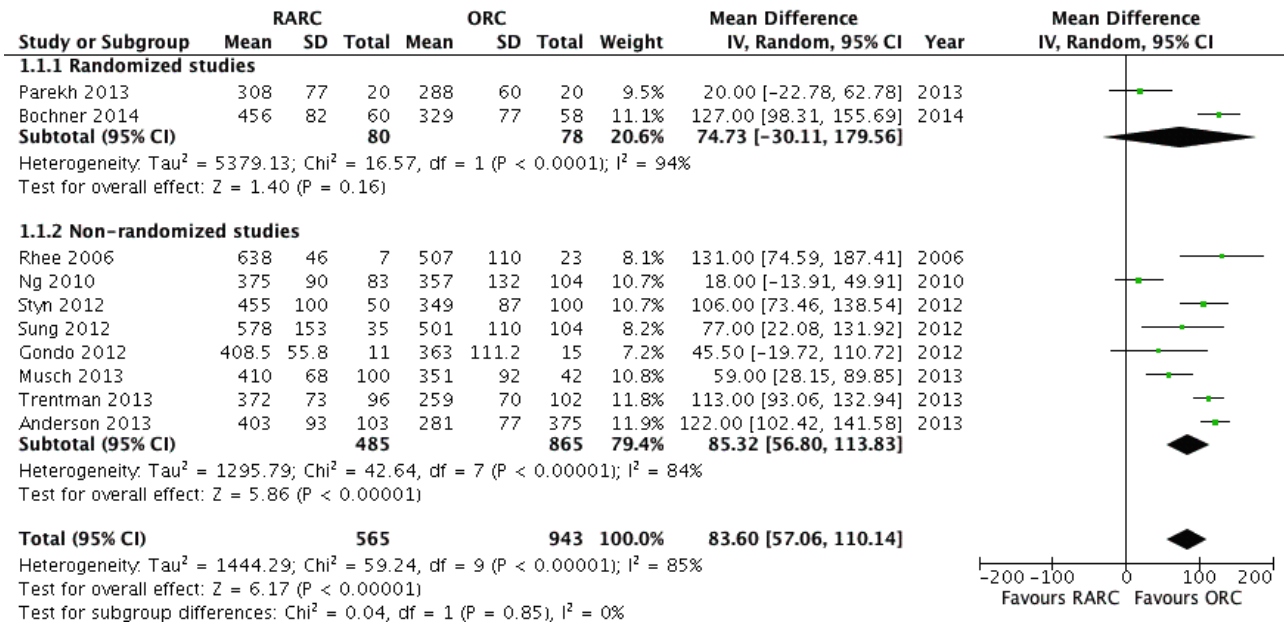 RARC ORC Mean Difference Mean Difference
Study or Subgroup Mean SD Total Mean SD Total Weight IV, Random, 95% CI Year IV, Random, 95% CI
1.1.1 Randomized studies
Parekh 2013 308 77 20 288 60 20 9.5% 20.00 [-22.78, 62.78] 2013
Bochner 2014 456 82 60 329 77 58 11.1% 127.00 [98.31, 155.69] 2014
Subtotal (95% CI) 80 78 20.6% 74.73 [-30.11, 179.56]
Heterogeneity: Tau² = 5379.13; Chi² = 16.57, df = 1 (P < 0.0001); I² = 94%
Test for overall effect: Z = 1.40 (P = 0.16)
1.1.2 Non-randomized studies
Rhee 2006 638 46 7 507 110 23 8.1% 131.00 [74.59, 187.41] 2006
Ng 2010 375 90 83 357 132 104 10.7% 18.00 [-13.91, 49.91] 2010
Styn 2012 455 100 50 349 87 100 10.7% 106.00 [73.46, 138.54] 2012
Sung 2012 578 153 35 501 110 104 8.2% 77.00 [22.08, 131.92] 2012
Gondo 2012 408.5 55.8 11 363 111.2 15 7.2% 45.50 [-19.72, 110.72] 2012
Musch 2013 410 68 100 351 92 42 10.8% 59.00 [28.15, 89.85] 2013
Trentman 2013 372 73 96 259 70 102 11.8% 113.00 [93.06, 132.94] 2013
Anderson 2013 403 93 103 281 77 375 11.9% 122.00 [102.42, 141.58] 2013
Subtotal (95% CI) 485 865 79.4% 85.32 [56.80, 113.83]
Heterogeneity: Tau² = 1295.79; Chi² = 42.64, df = 7 (P < 0.00001); I² = 84%
Test for overall effect: Z = 5.86 (P < 0.00001)
Total (95% CI) 565 943 100.0% 83.60 [57.06, 110.14]
Heterogeneity: Tau² = 1444.29; Chi² = 59.24, df = 9 (P < 0.00001); I² = 85%
Test for overall effect: Z = 6.17 (P < 0.00001)
Test for subgroup differences: Chi² = 0.04, df = 1 (P = 0.85), I² = 0%
-200 -100 0 100 200
Favours RARC Favours ORC